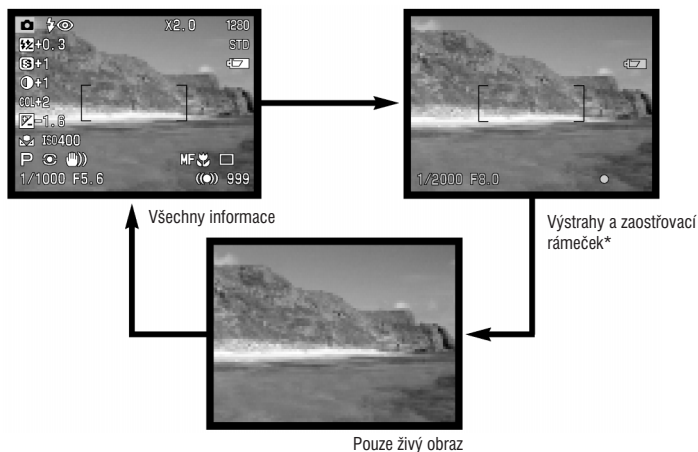 X2.0 1280
+0.3 STD
S+1
+1
COL+2
-1.6
ISO400
P MF
1/1000 F5.6 999
1/2000 F8.0
Všechny informace
Výstrahy a zaostřovací
rámeček*
Pouze živý obraz